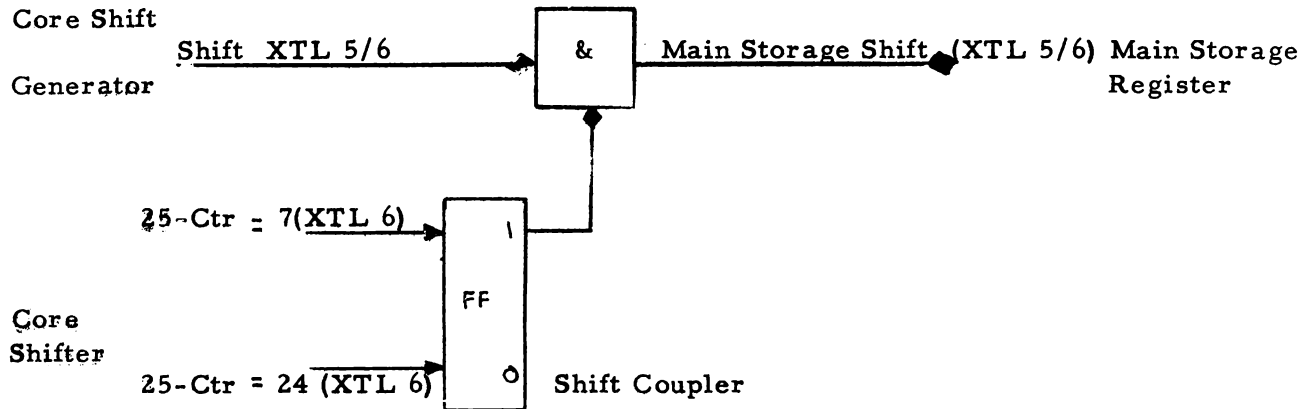 Core Shift
Generator
Shift XTL 5/6
&
Main Storage Shift (XTL 5/6) Main Storage
Register
25-Ctr = 7(XTL 6)
1
FF
Core
Shifter
25-Ctr = 24 (XTL 6)
0
Shift Coupler